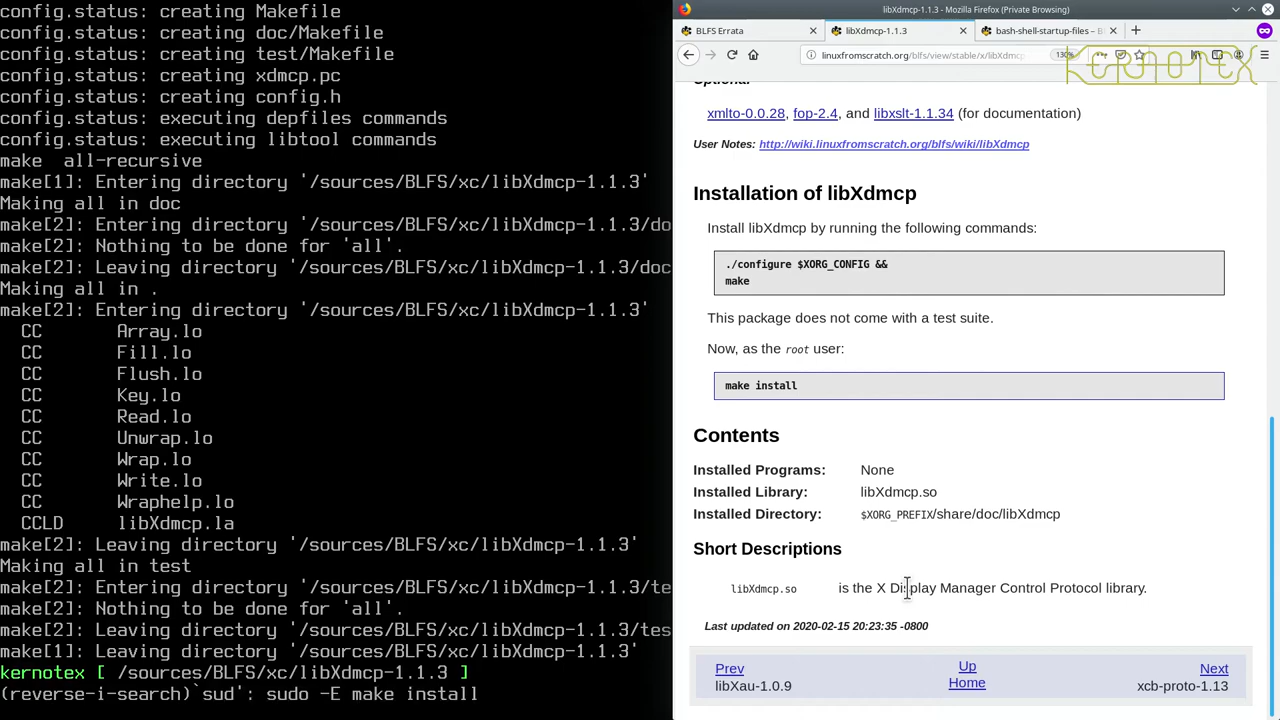 config.status: creating Makefile
config.status: creating doc/Makefile
config.status: creating test/Makefile
config.status: creating xdmcp.pc
config.status: creating config.h
config.status: executing depfiles commands
config.status: executing libtool commands
make  all-recursive
make[1]: Entering directory '/sources/BLFS/xc/libXdmcp-1.1.3'
Making all in doc
make[2]: Entering directory '/sources/BLFS/xc/libXdmcp-1.1.3/do
make[2]: Nothing to be done for 'all'.
make[2]: Leaving directory '/sources/BLFS/xc/libXdmcp-1.1.3/doc
Making all in .
make[2]: Entering directory '/sources/BLFS/xc/libXdmcp-1.1.3'
CC       Array.lo
CC       Fill.lo
CC       Flush.lo
CC       Key.lo
CC       Read.lo
CC       Unwrap.lo
CC       Wrap.lo
CC       Write.lo
CC       Wraphelp.lo
CCLD     libXdmcp.la
make[2]: Leaving directory '/sources/BLFS/xc/libXdmcp-1.1.3'
Making all in test
make[2]: Entering directory '/sources/BLFS/xc/libXdmcp-1.1.3/te
make[2]: Nothing to be done for 'all'.
make[2]: Leaving directory '/sources/BLFS/xc/libXdmcp-1.1.3/tes
make[1]: Leaving directory '/sources/BLFS/xc/libXdmcp-1.1.3'
kernotex [ /sources/BLFS/xc/libXdmcp-1.1.3 ]
(reverse-i-search)`sud': sudo -E make install
libXdmcp-1.1.3 - Mozilla Firefox (Private Browsing)
BLFS Errata
libXdmcp-1.1.3
bash-shell-startup-files – BL
linuxfromscratch.org/blfs/view/stable/x/libXdmc
130%
KERNOTEX
Optional
xmlto-0.0.28, fop-2.4, and libxslt-1.1.34 (for documentation)
User Notes: http://wiki.linuxfromscratch.org/blfs/wiki/libXdmcp
Installation of libXdmcp
Install libXdmcp by running the following commands:
./configure $XORG_CONFIG &&
make
This package does not come with a test suite.
Now, as the root user:
make install
Contents
Installed Programs: None
Installed Library: libXdmcp.so
Installed Directory: $XORG_PREFIX/share/doc/libXdmcp
Short Descriptions
libXdmcp.so is the X Display Manager Control Protocol library.
Last updated on 2020-02-15 20:23:35 -0800
Prev Up Next
libXau-1.0.9 Home xcb-proto-1.13